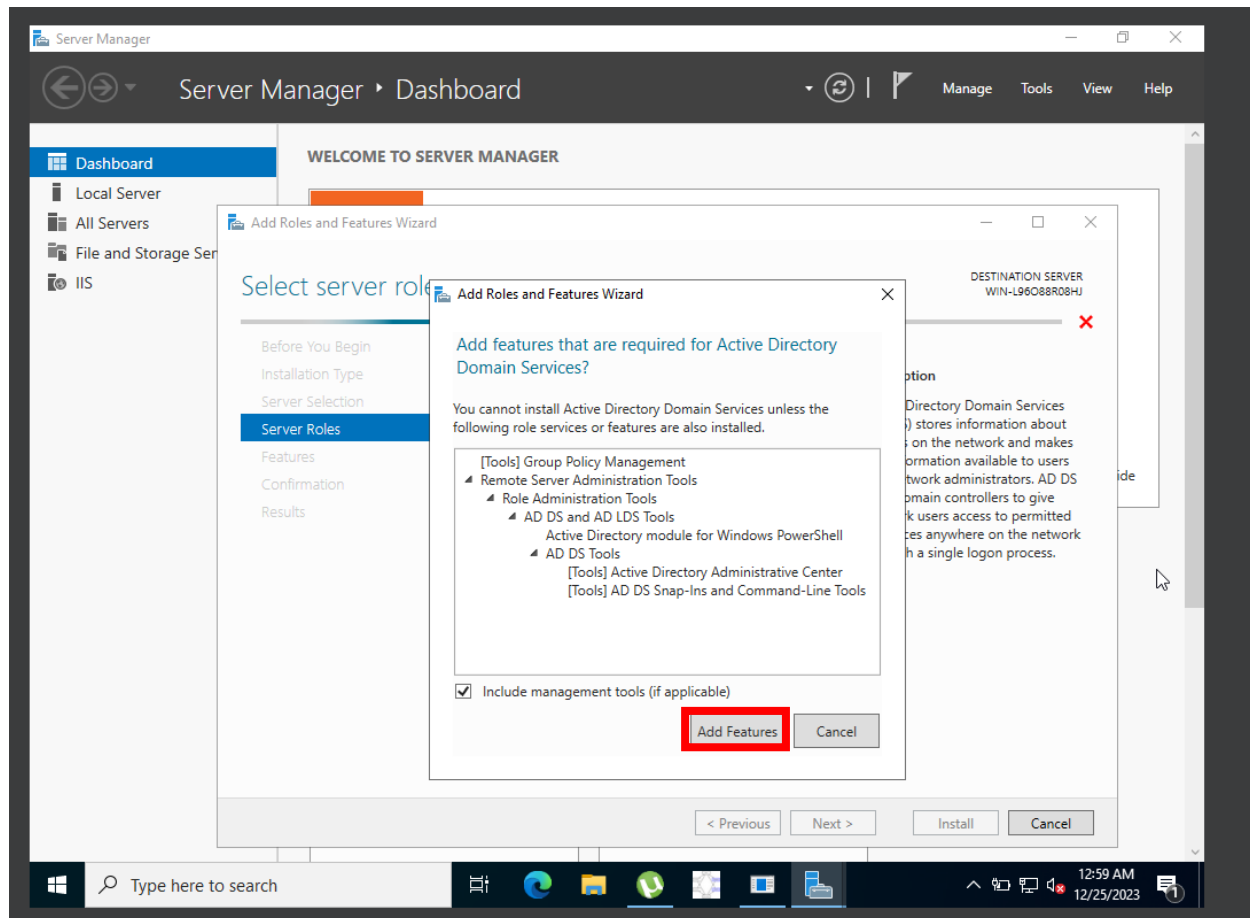 Server Manager
Server Manager • Dashboard
Manage Tools View Help
Dashboard
Local Server
All Servers
File and Storage Ser
IIS
WELCOME TO SERVER MANAGER
Add Roles and Features Wizard
Select server role
DESTINATION SERVER
WIN-L96O88R08HJ
Before You Begin
Installation Type
Server Selection
Server Roles
Features
Confirmation
Results
Add Roles and Features Wizard
Add features that are required for Active Directory
Domain Services?
You cannot install Active Directory Domain Services unless the
following role services or features are also installed.
[Tools] Group Policy Management
Remote Server Administration Tools
Role Administration Tools
AD DS and AD LDS Tools
Active Directory module for Windows PowerShell
AD DS Tools
[Tools] Active Directory Administrative Center
[Tools] AD DS Snap-Ins and Command-Line Tools
Include management tools (if applicable)
Add Features Cancel
ption
Directory Domain Services
) stores information about
s on the network and makes
ormation available to users
twork administrators. AD DS
omain controllers to give
k users access to permitted
ces anywhere on the network
h a single logon process.
ide
< Previous Next > Install Cancel
Type here to search
12:59 AM
12/25/2023
1